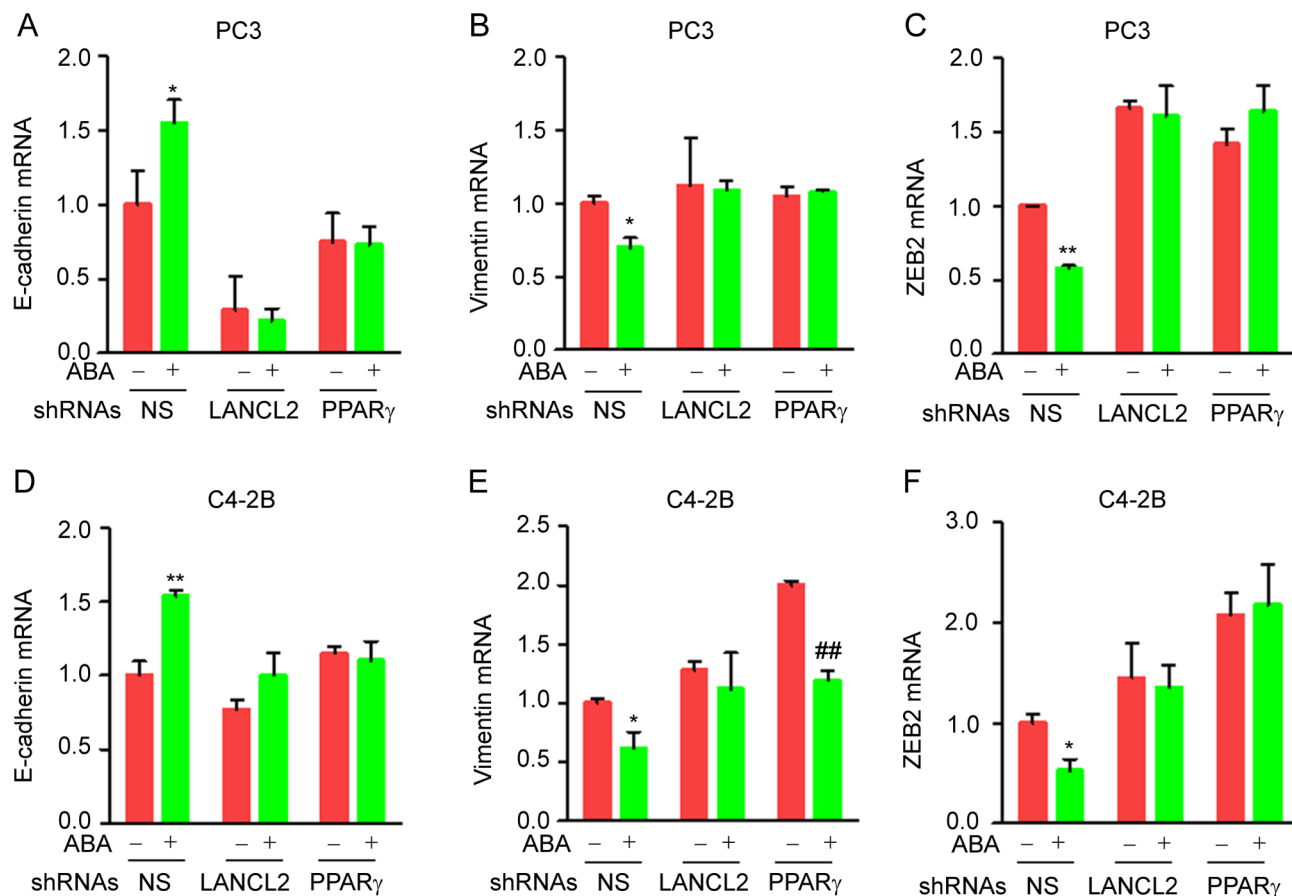 A
PC3
E-cadherin mRNA
2.0
1.5
1.0
0.5
0.0
*
ABA
– + – + – +
shRNAs NS LANCL2 PPARγ
B
PC3
Vimentin mRNA
2.0
1.5
1.0
0.5
0.0
*
ABA
– + – + – +
shRNAs NS LANCL2 PPARγ
C
PC3
ZEB2 mRNA
2.0
1.5
1.0
0.5
0.0
**
ABA
– + – + – +
shRNAs NS LANCL2 PPARγ
D
C4-2B
E-cadherin mRNA
2.0
1.5
1.0
0.5
0.0
**
ABA
– + – + – +
shRNAs NS LANCL2 PPARγ
E
C4-2B
Vimentin mRNA
2.5
2.0
1.5
1.0
0.5
0.0
*
##
ABA
– + – + – +
shRNAs NS LANCL2 PPARγ
F
C4-2B
ZEB2 mRNA
3.0
2.0
1.0
0.0
*
ABA
– + – + – +
shRNAs NS LANCL2 PPARγ